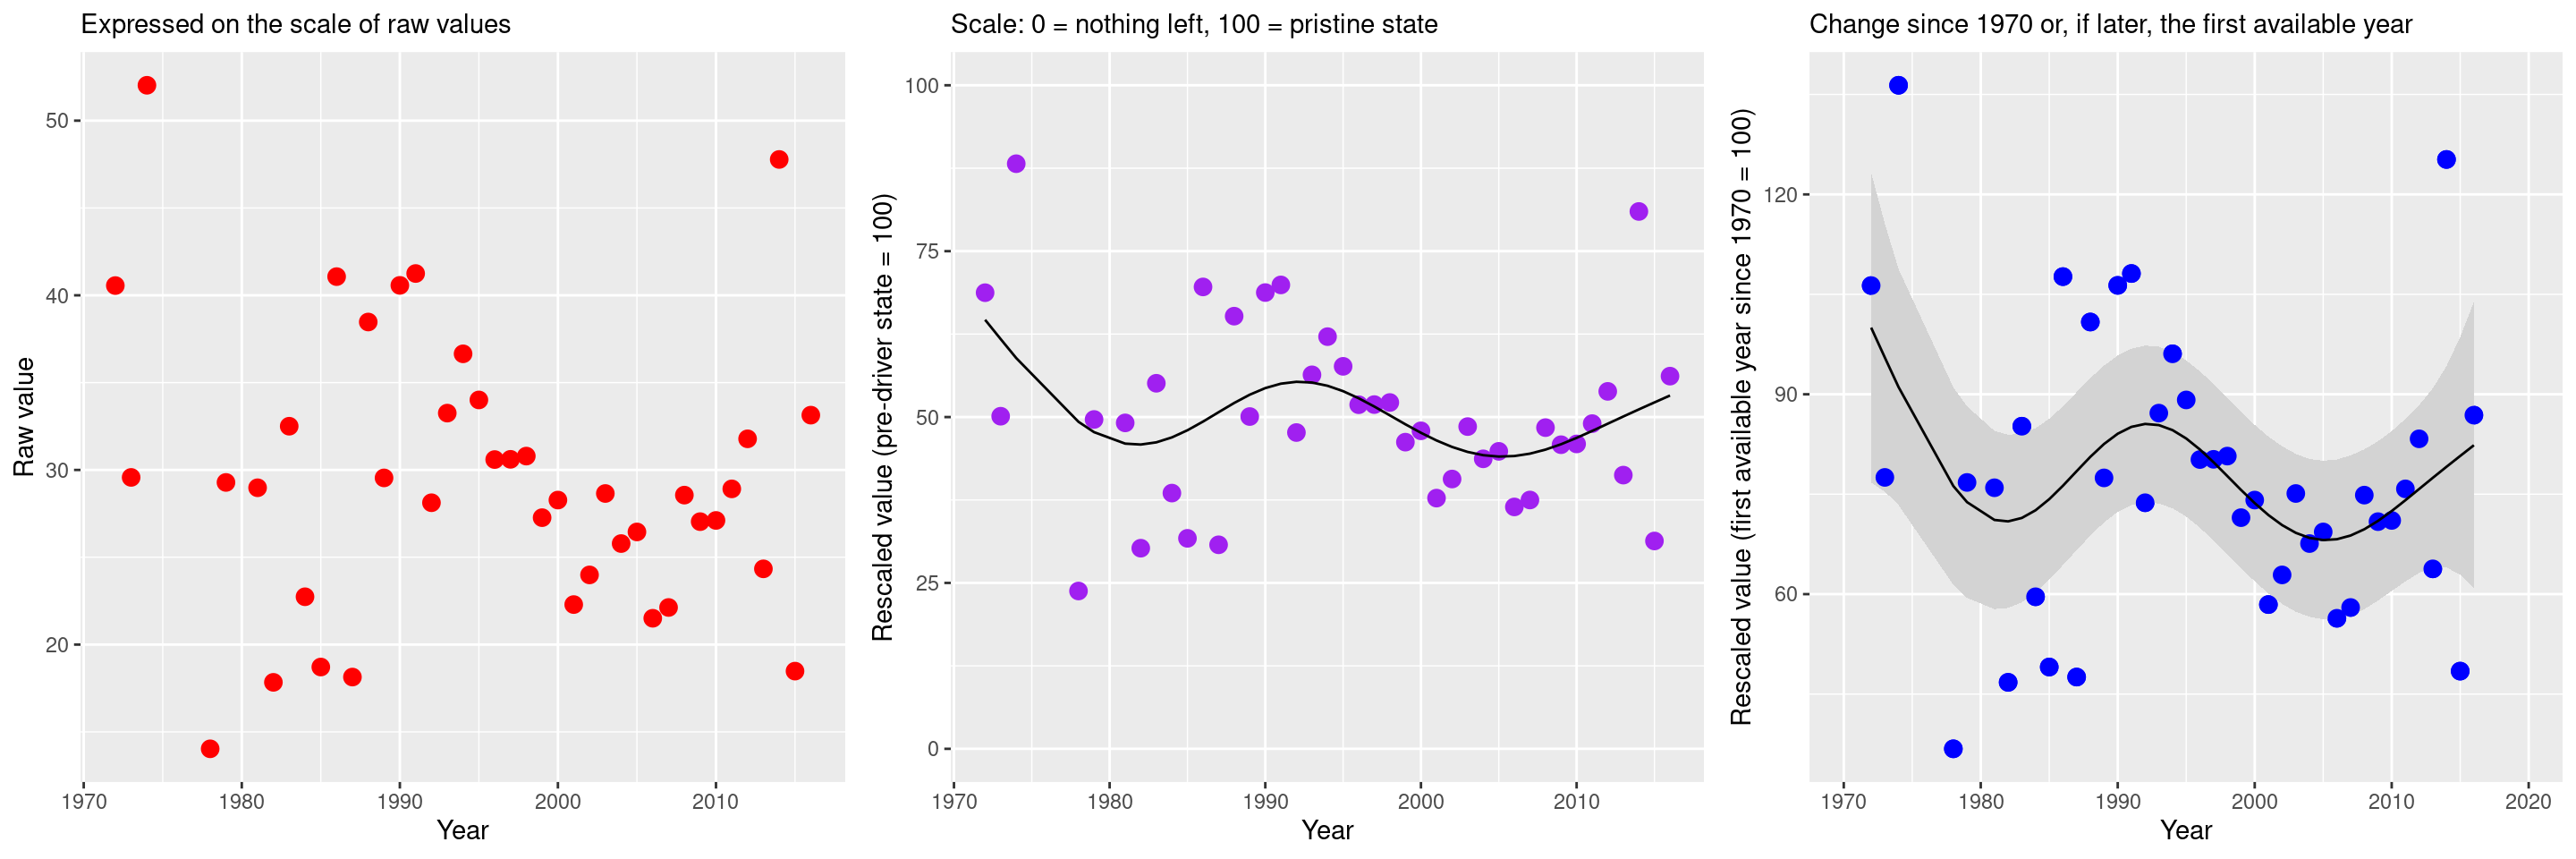 Expressed on the scale of raw values
Raw value
50
40
30
20
1970 1980 1990 2000 2010
Year
Scale: 0 = nothing left, 100 = pristine state
Rescaled value (pre-driver state = 100)
100
75
50
25
0
1970 1980 1990 2000 2010
Year
Change since 1970 or, if later, the first available year
Rescaled value (first available year since 1970 = 100)
120
90
60
1970 1980 1990 2000 2010 2020
Year